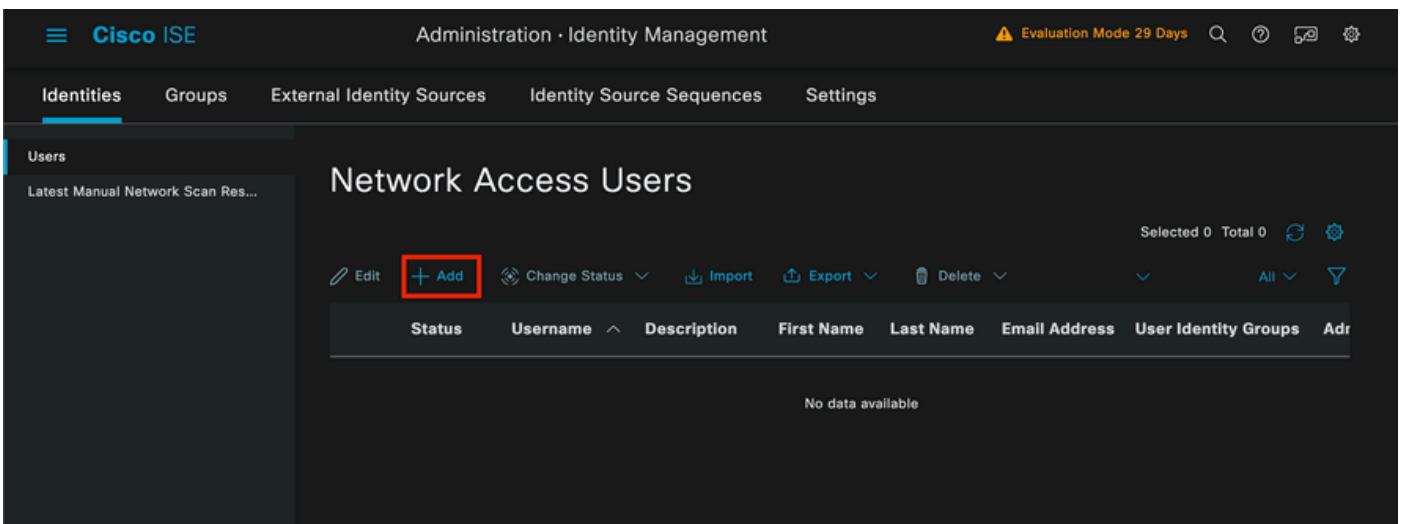 Cisco ISE
Administration · Identity Management
Evaluation Mode 29 Days
Identities Groups External Identity Sources Identity Source Sequences Settings
Users
Latest Manual Network Scan Res...
Network Access Users
Selected 0 Total 0
Edit Add Change Status Import Export Delete All
Status Username Description First Name Last Name Email Address User Identity Groups Adr
No data available